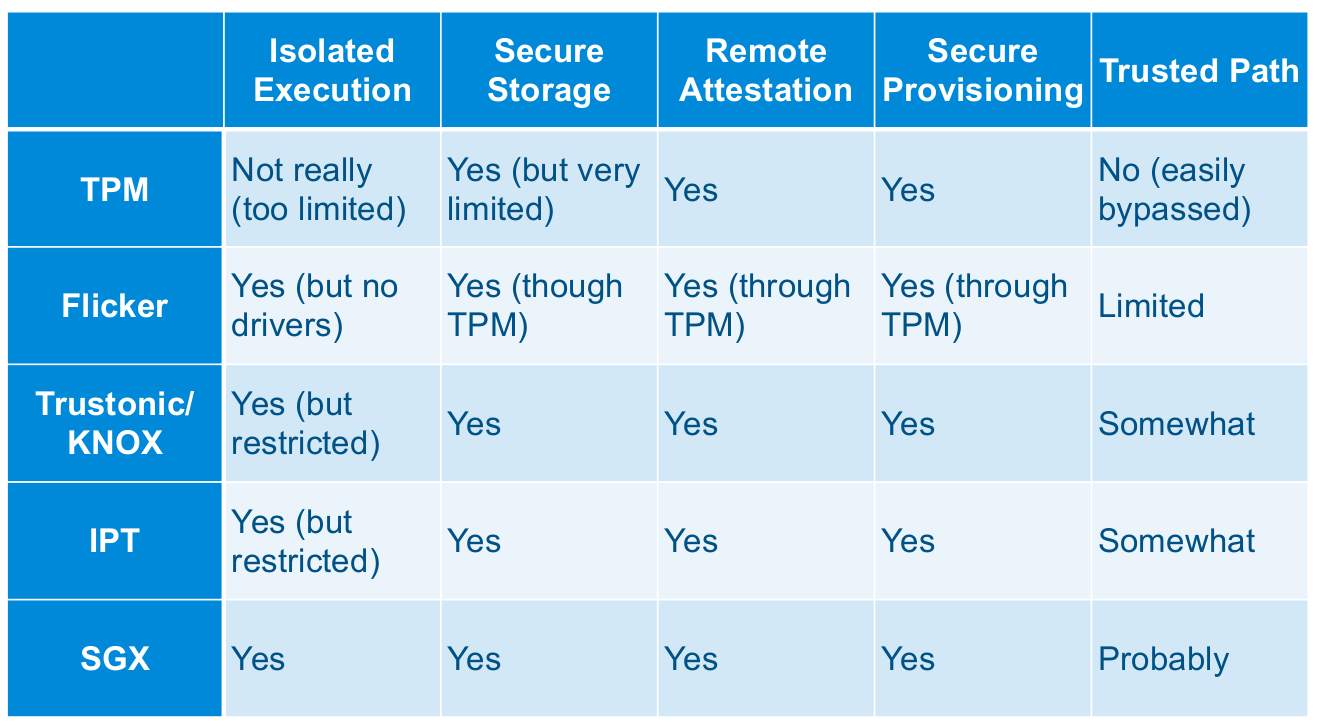 Isolated
Execution
Secure
Storage
Remote
Attestation
Secure
Provisioning
Trusted Path
TPM
Not really
(too limited)
Yes (but very
limited)
Yes
Yes
No (easily
bypassed)
Flicker
Yes (but no
drivers)
Yes (though
TPM)
Yes (through
TPM)
Yes (through
TPM)
Limited
Trustonic/
KNOX
Yes (but
restricted)
Yes
Yes
Yes
Somewhat
IPT
Yes (but
restricted)
Yes
Yes
Yes
Somewhat
SGX
Yes
Yes
Yes
Yes
Probably